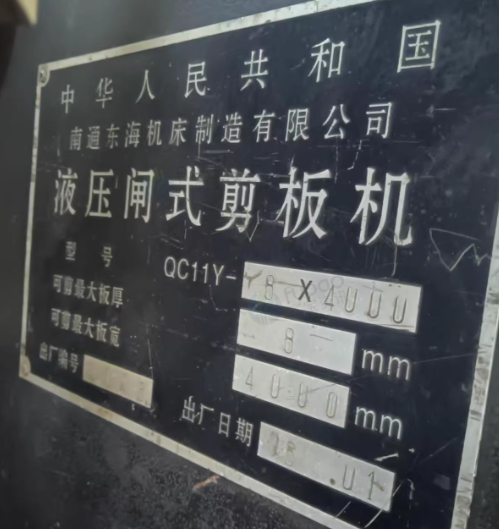 中华人民共和国
南通东海机床制造有限公司
液压闸式剪板机
型号 QC11Y-8X4000
可剪最大板厚 8 mm
可剪最大板宽 4000 mm
出厂编号
出厂日期 01